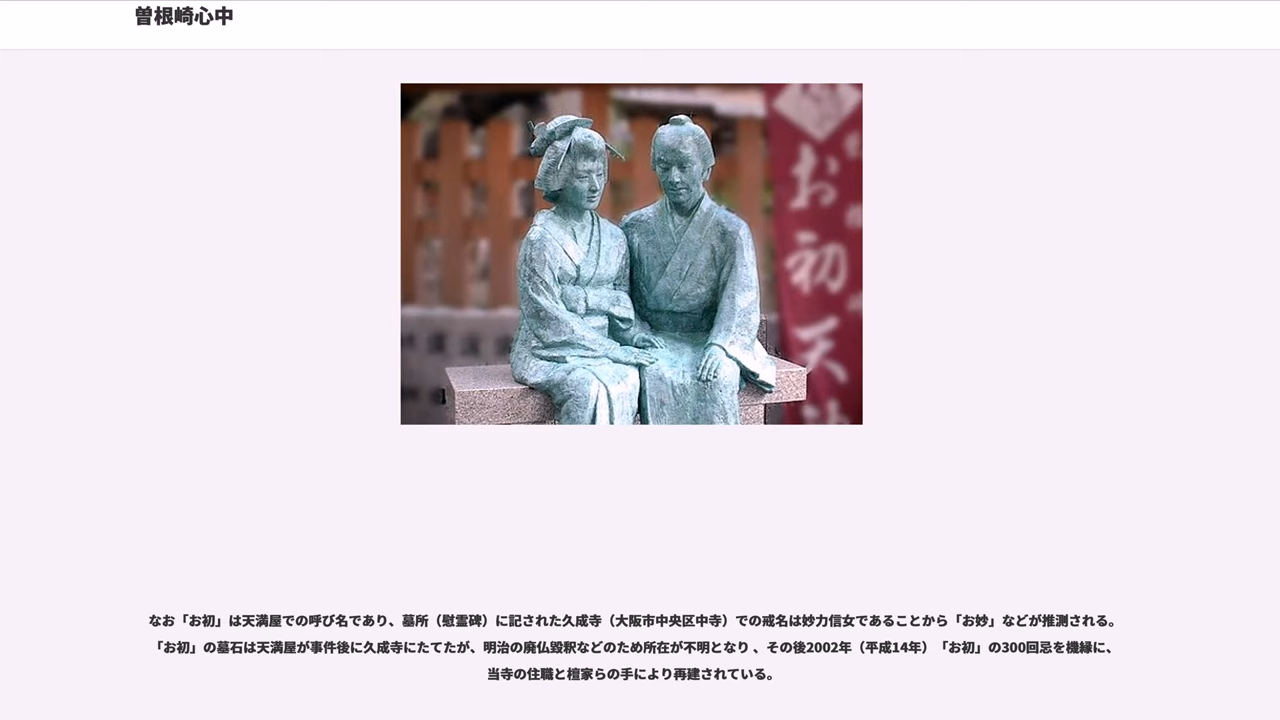 曽根崎心中
お初天
なお「お初」は天満屋での呼び名であり、墓所（慰霊碑）に記された久成寺（大阪市中央区中寺）での戒名は妙力信女であることから「お妙」などが推測される。
「お初」の墓石は天満屋が事件後に久成寺にたてたが、明治の廃仏毀釈などのため所在が不明となり 、その後2002年（平成14年）「お初」の300回忌を機縁に、
当寺の住職と檀家らの手により再建されている。